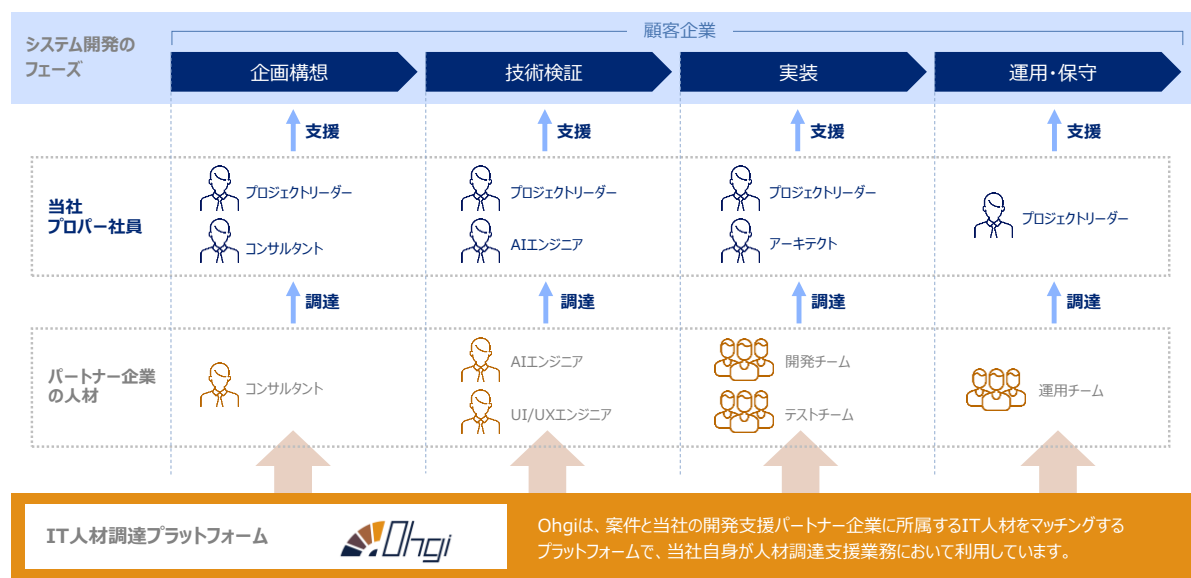 システム開発の
フェーズ
顧客企業
企画構想
技術検証
実装
運用・保守
支援
支援
支援
支援
当社
プロパー社員
プロジェクトリーダー
コンサルタント
プロジェクトリーダー
AIエンジニア
プロジェクトリーダー
アーキテクト
プロジェクトリーダー
調達
調達
調達
調達
パートナー企業
の人材
コンサルタント
AIエンジニア
UI/UXエンジニア
開発チーム
テストチーム
運用チーム
IT人材調達プラットフォーム
Ohgi
Ohgiは、案件と当社の開発支援パートナー企業に所属するIT人材をマッチングする
プラットフォームで、当社自身が人材調達支援業務において利用しています。